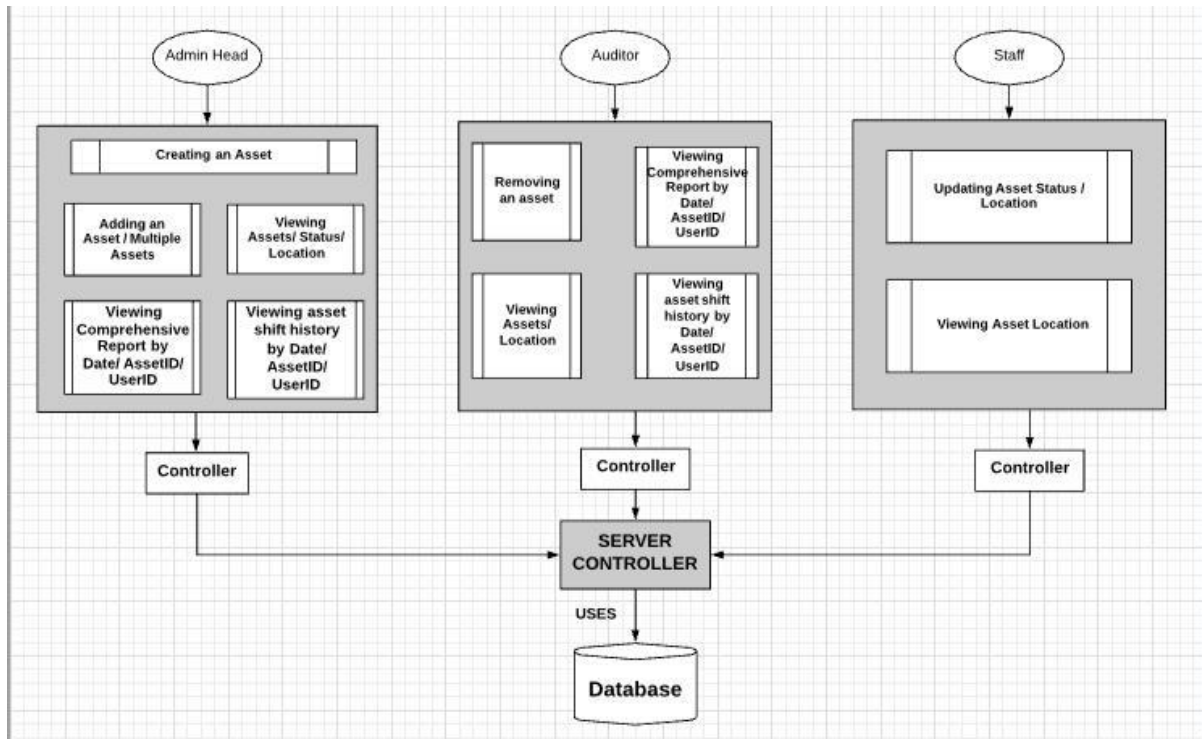 Admin Head
Auditor
Staff
Creating an Asset
Adding an
Asset / Multiple
Assets
Viewing
Assets/ Status/
Location
Viewing
Comprehensive
Report by
Date/ AssetID/
UserID
Viewing asset
shift history
by Date/
AssetID/
UserID
Removing
an asset
Viewing
Comprehensive
Report by
Date/
AssetID/
UserID
Viewing
Assets/
Location
Viewing
asset shift
history by
Date/
AssetID/
UserID
Updating Asset Status /
Location
Viewing Asset Location
Controller
Controller
Controller
SERVER
CONTROLLER
USES
Database